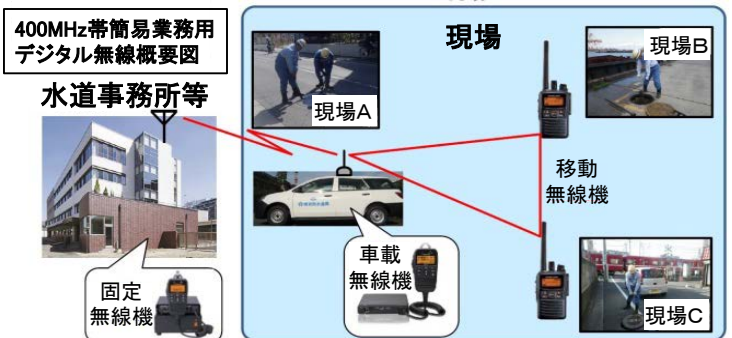 400MHz帯簡易業務用
デジタル無線概要図
水道事務所等
現場
現場A
現場B
移動
無線機
車載
無線機
固定
無線機
現場C